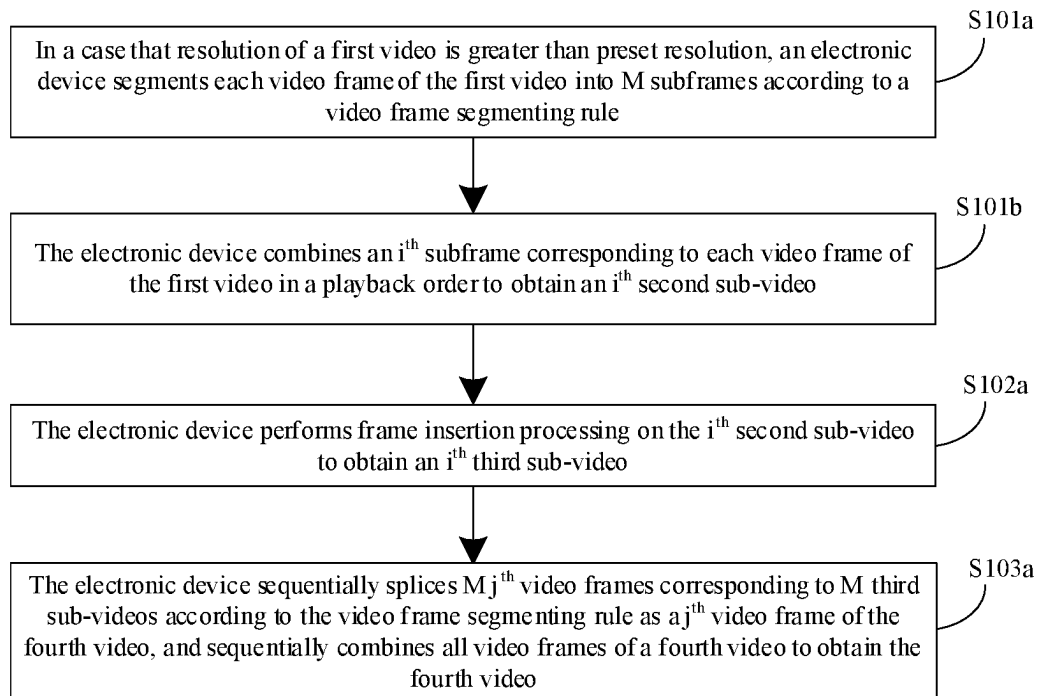 S101a
In a case that resolution of a first video is greater than preset resolution, an electronic
device segments each video frame of the first video into M subframes according to a
video frame segmenting rule
S101b
The electronic device combines an i^th subframe corresponding to each video frame of
the first video in a playback order to obtain an i^th second sub-video
S102a
The electronic device performs frame insertion processing on the i^th second sub-video
to obtain an i^th third sub-video
S103a
The electronic device sequentially splices M j^th video frames corresponding to M third
sub-videos according to the video frame segmenting rule as a j^th video frame of the
fourth video, and sequentially combines all video frames of a fourth video to obtain the
fourth video